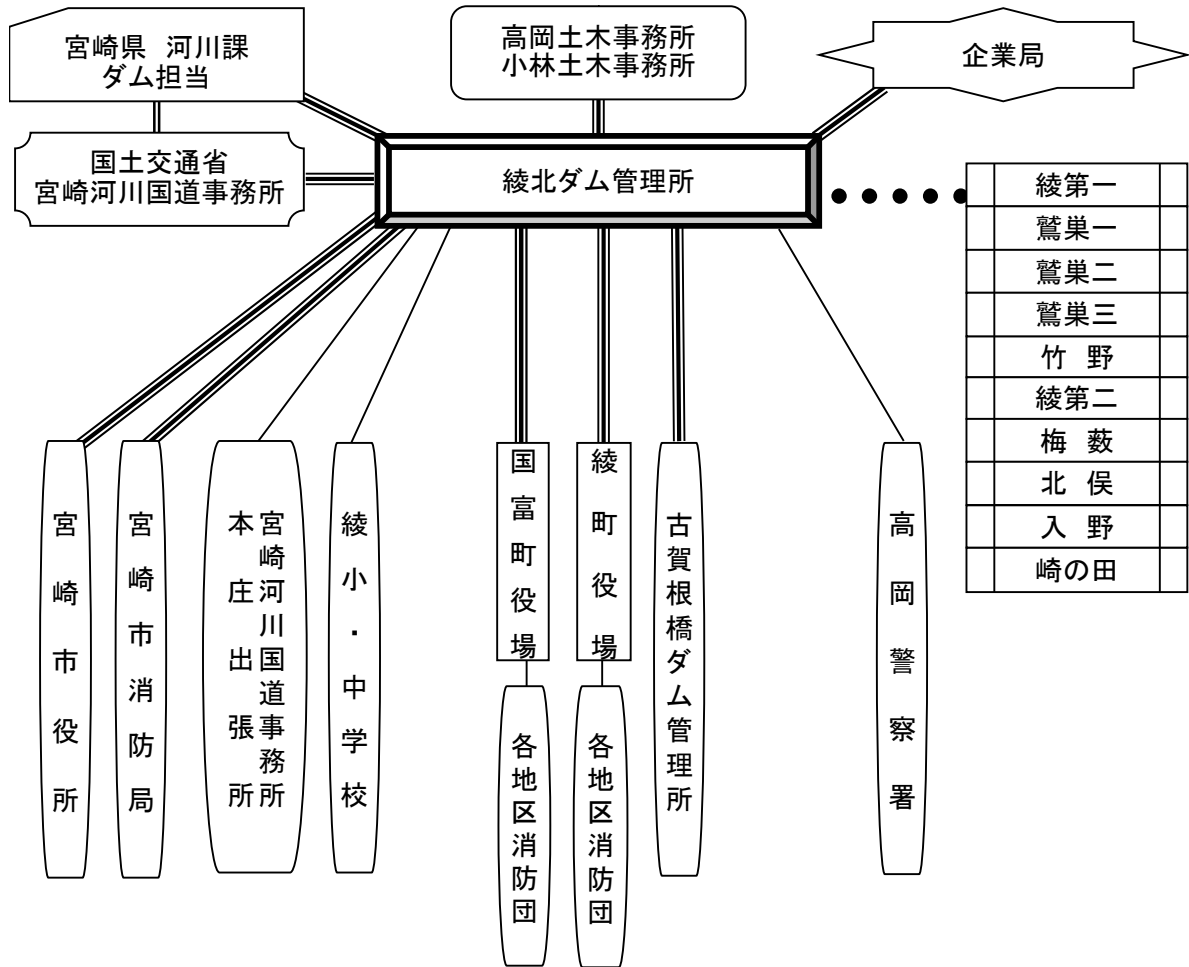 宮崎県 河川課
ダム担当
高岡土木事務所
小林土木事務所
企業局
国土交通省
宮崎河川国道事務所
綾北ダム管理所
綾第一
鷲巣一
鷲巣二
鷲巣三
竹 野
綾第二
梅 薮
北 俣
入 野
崎の田
宮崎市役所
宮崎市消防局
宮崎河川国道事務所
本庄出張所
綾小・中学校
国富町役場
綾町役場
古賀根橋ダム管理所
高岡警察署
各地区消防団
各地区消防団